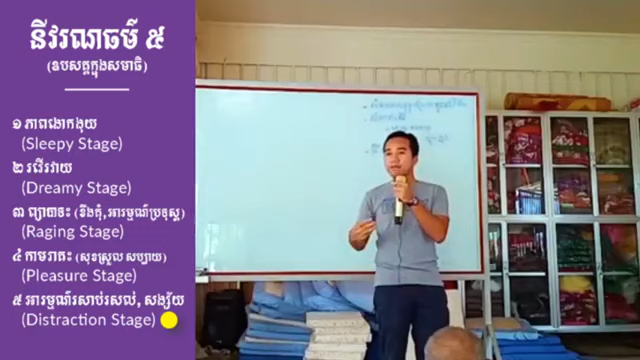 នីវរណធម៌ ៥
(ឧបសគ្គក្នុងសមាធិ)
១ ភាពងោកងុយ
(Sleepy Stage)
២ រវើរវាយ
(Dreamy Stage)
៣ ព្យាបាទះ (ខឹងកុំ, អារម្មណ៍ប្រទុស្ត)
(Raging Stage)
៤ កាមរាគះ (សុខស្រួល សប្បាយ)
(Pleasure Stage)
៥ អារម្មណ៍រសាប់រសល់, សង្ស័យ
(Distraction Stage)